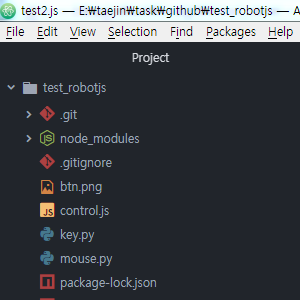 test2.js — E:₩taejin₩task₩github₩test_robotjs — A
File Edit View Selection Find Packages Help
Project
test_robotjs
.git
node_modules
.gitignore
btn.png
JS control.js
key.py
mouse.py
package-lock.json